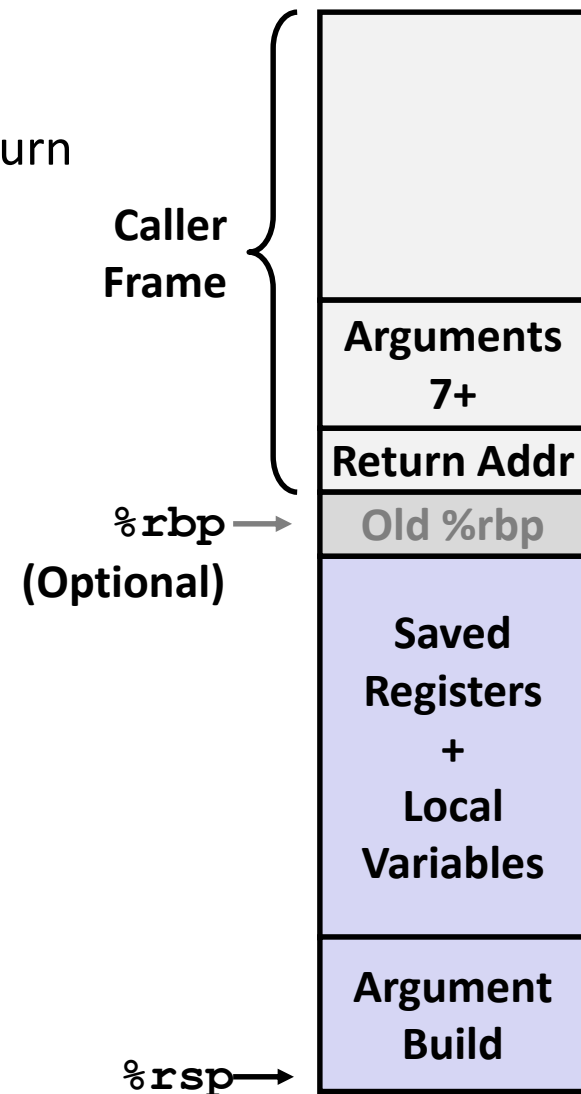 urn
Caller
Frame
Arguments
7+
Return Addr
%rbp
Old %rbp
(Optional)
Saved
Registers
+
Local
Variables
Argument
Build
%rsp